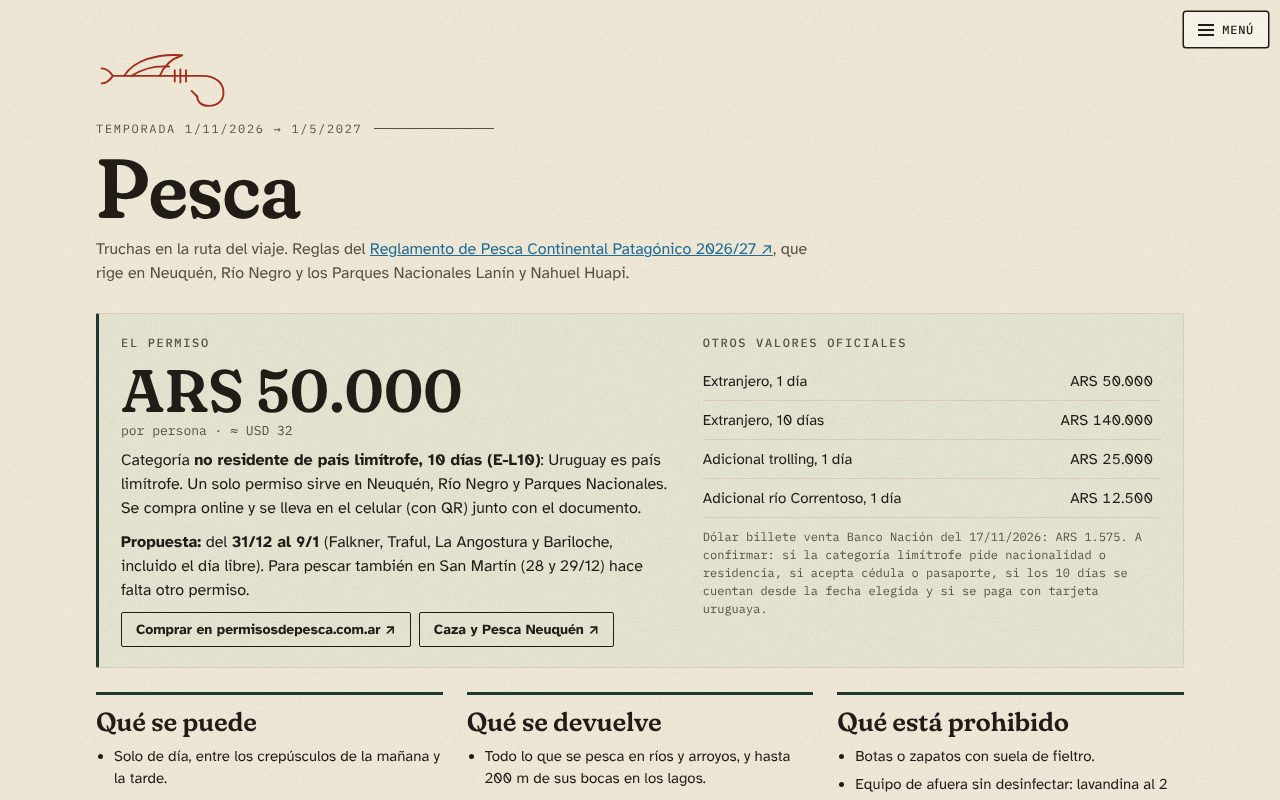 MENÚ
TEMPORADA 1/11/2026 → 1/5/2027
Pesca
Truchas en la ruta del viaje. Reglas del Reglamento de Pesca Continental Patagónico 2026/27 ↗, que
rige en Neuquén, Río Negro y los Parques Nacionales Lanín y Nahuel Huapi.
EL PERMISO
ARS 50.000
por persona · ≈ USD 32
Categoría no residente de país limítrofe, 10 días (E-L10): Uruguay es país
limítrofe. Un solo permiso sirve en Neuquén, Río Negro y Parques Nacionales.
Se compra online y se lleva en el celular (con QR) junto con el documento.
Propuesta: del 31/12 al 9/1 (Falkner, Traful, La Angostura y Bariloche,
incluido el día libre). Para pescar también en San Martín (28 y 29/12) hace
falta otro permiso.
Comprar en permisosdepesca.com.ar ↗
Caza y Pesca Neuquén ↗
OTROS VALORES OFICIALES
Extranjero, 1 día ARS 50.000
Extranjero, 10 días ARS 140.000
Adicional trolling, 1 día ARS 25.000
Adicional río Correntoso, 1 día ARS 12.500
Dólar billete venta Banco Nación del 17/11/2026: ARS 1.575. A
confirmar: si la categoría limítrofe pide nacionalidad o
residencia, si acepta cédula o pasaporte, si los 10 días se
cuentan desde la fecha elegida y si se paga con tarjeta
uruguaya.
Qué se puede
• Solo de día, entre los crepúsculos de la mañana y
la tarde.
Qué se devuelve
• Todo lo que se pesca en ríos y arroyos, y hasta
200 m de sus bocas en los lagos.
Qué está prohibido
• Botas o zapatos con suela de fieltro.
• Equipo de afuera sin desinfectar: lavandina al 2